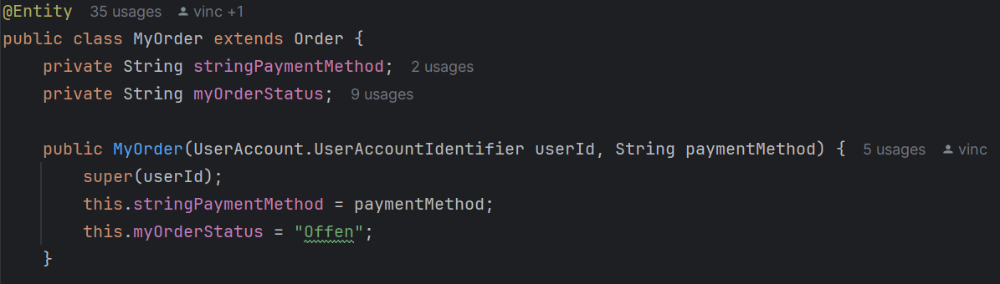 @Entity 35 usages vinc +1
public class MyOrder extends Order {
private String stringPaymentMethod; 2 usages
private String myOrderStatus; 9 usages
public MyOrder(UserAccount.UserAccountIdentifier userId, String paymentMethod) { 5 usages vinc
super(userId);
this.stringPaymentMethod = paymentMethod;
this.myOrderStatus = "Offen";
}